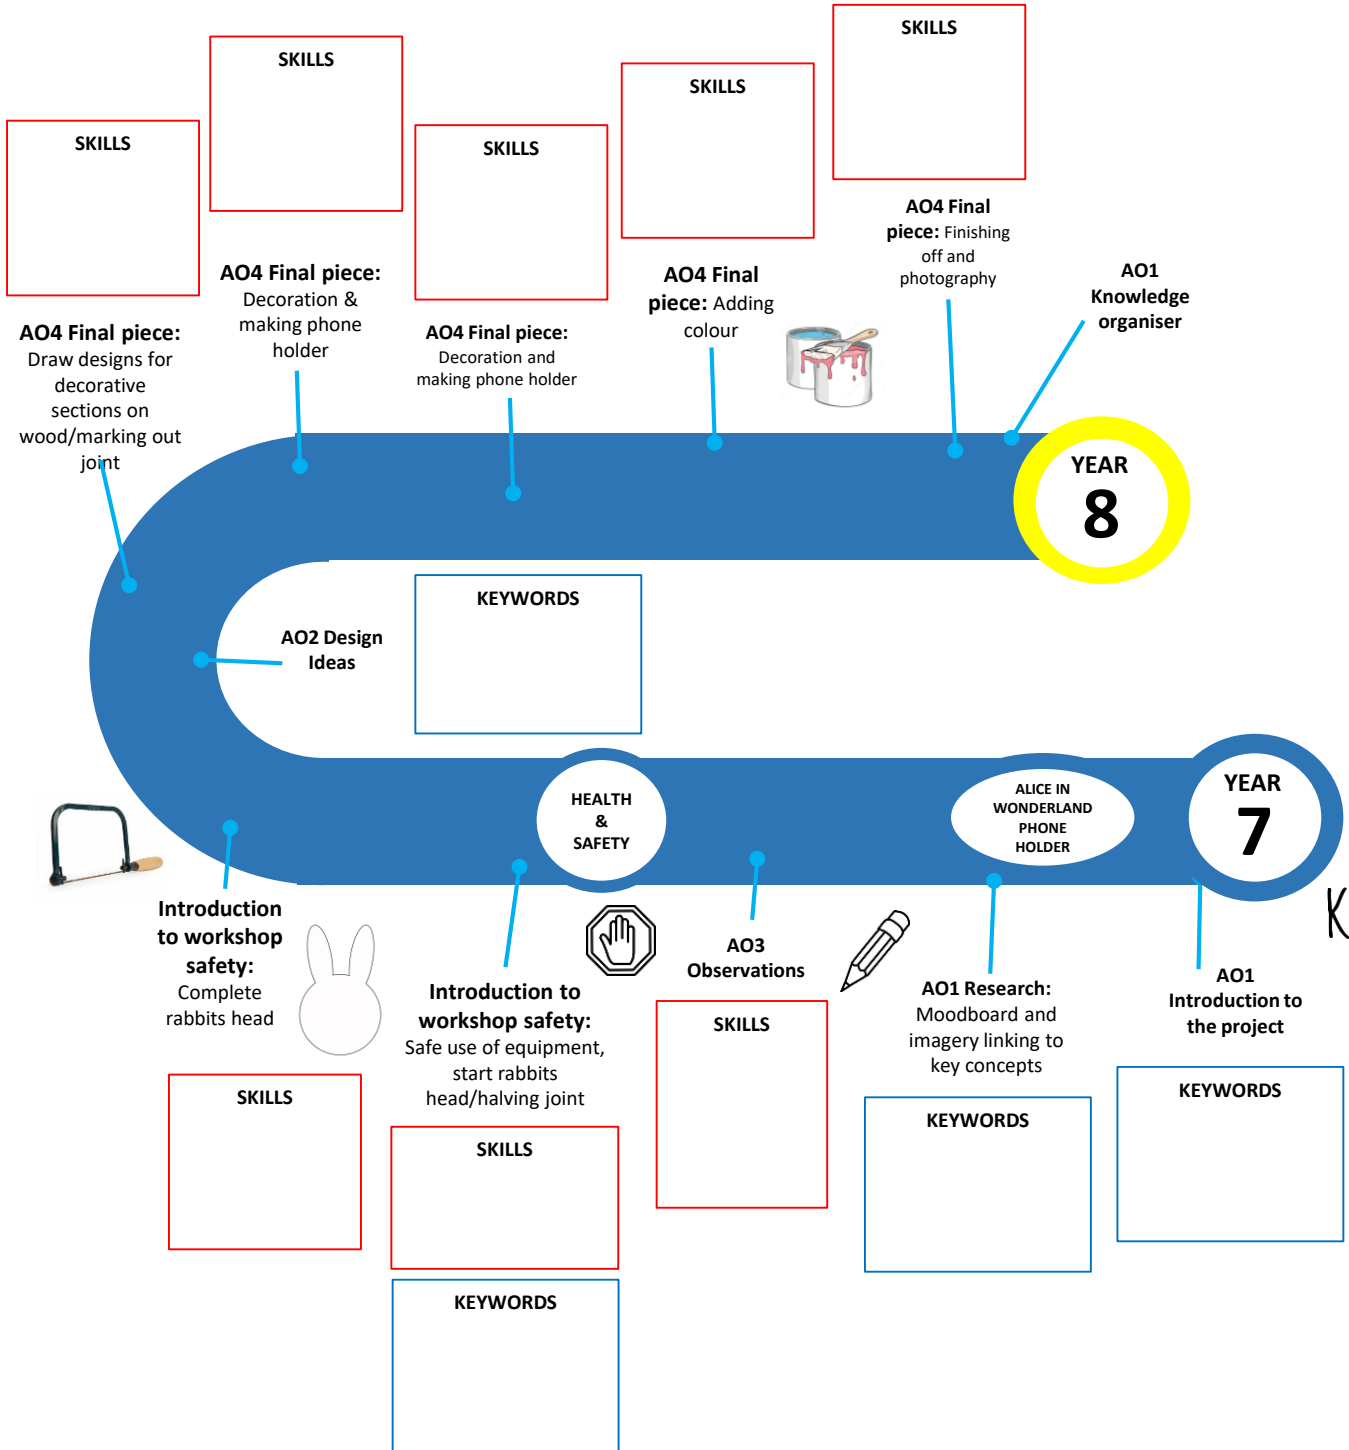 SKILLS
SKILLS
SKILLS
SKILLS
SKILLS
AO4 Final piece:
Draw designs for
decorative
sections on
wood/marking out
joint
AO4 Final piece:
Decoration &
making phone
holder
AO4 Final piece:
Decoration and
making phone holder
AO4 Final
piece: Adding
colour
AO4 Final
piece: Finishing
off and
photography
AO1
Knowledge
organiser
YEAR
8
KEYWORDS
AO2 Design
Ideas
HEALTH
&
SAFETY
ALICE IN
WONDERLAND
PHONE
HOLDER
YEAR
7
K
Introduction
to workshop
safety:
Complete
rabbits head
Introduction to
workshop safety:
Safe use of equipment,
start rabbits
head/halving joint
AO3
Observations
AO1 Research:
Moodboard and
imagery linking to
key concepts
AO1
Introduction to
the project
SKILLS
SKILLS
KEYWORDS
SKILLS
KEYWORDS
KEYWORDS